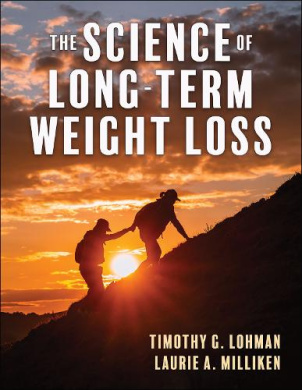 THE SCIENCE OF
LONG-TERM
WEIGHT LOSS
TIMOTHY G. LOHMAN
LAURIE A. MILLIKEN